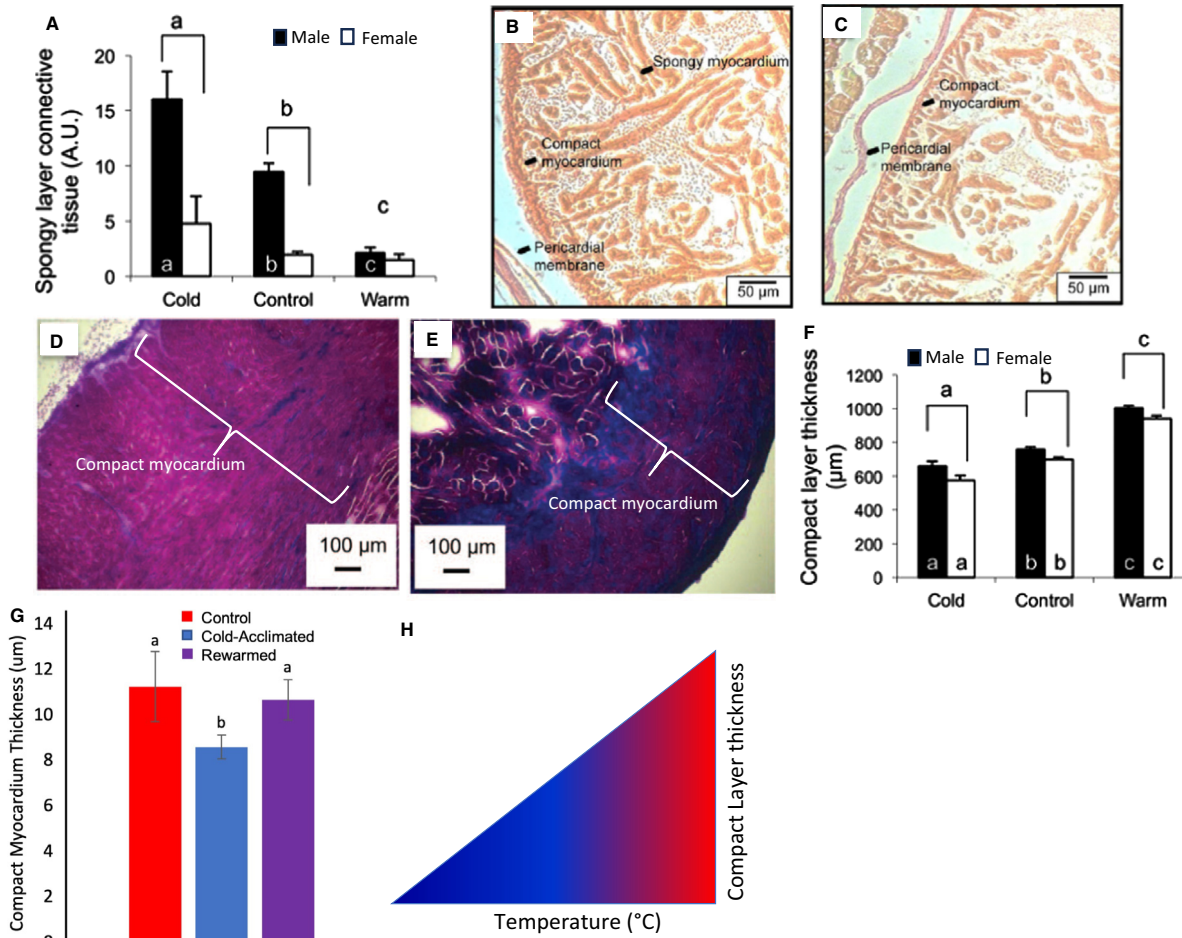 A
a
Male Female
Spongy layer connective
tissue (A.U.)
20
15
10
5
0
b
c
a
b
c
Cold Control Warm
B
Spongy myocardium
Compact
myocardium
Pericardial
membrane
50 µm
C
Compact
myocardium
Pericardial
membrane
50 µm
D
Compact myocardium
100 µm
E
Compact myocardium
100 µm
F
Male Female
Compact layer thickness
(µm)
1200
1000
800
600
400
200
0
a
b
c
a a b b c c
Cold Control Warm
G
Compact Myocardium Thickness (um)
14
12
10
8
6
4
2
Control
Cold-Acclimated
Rewarmed
a
b
a
H
Compact Layer thickness
Temperature (°C)